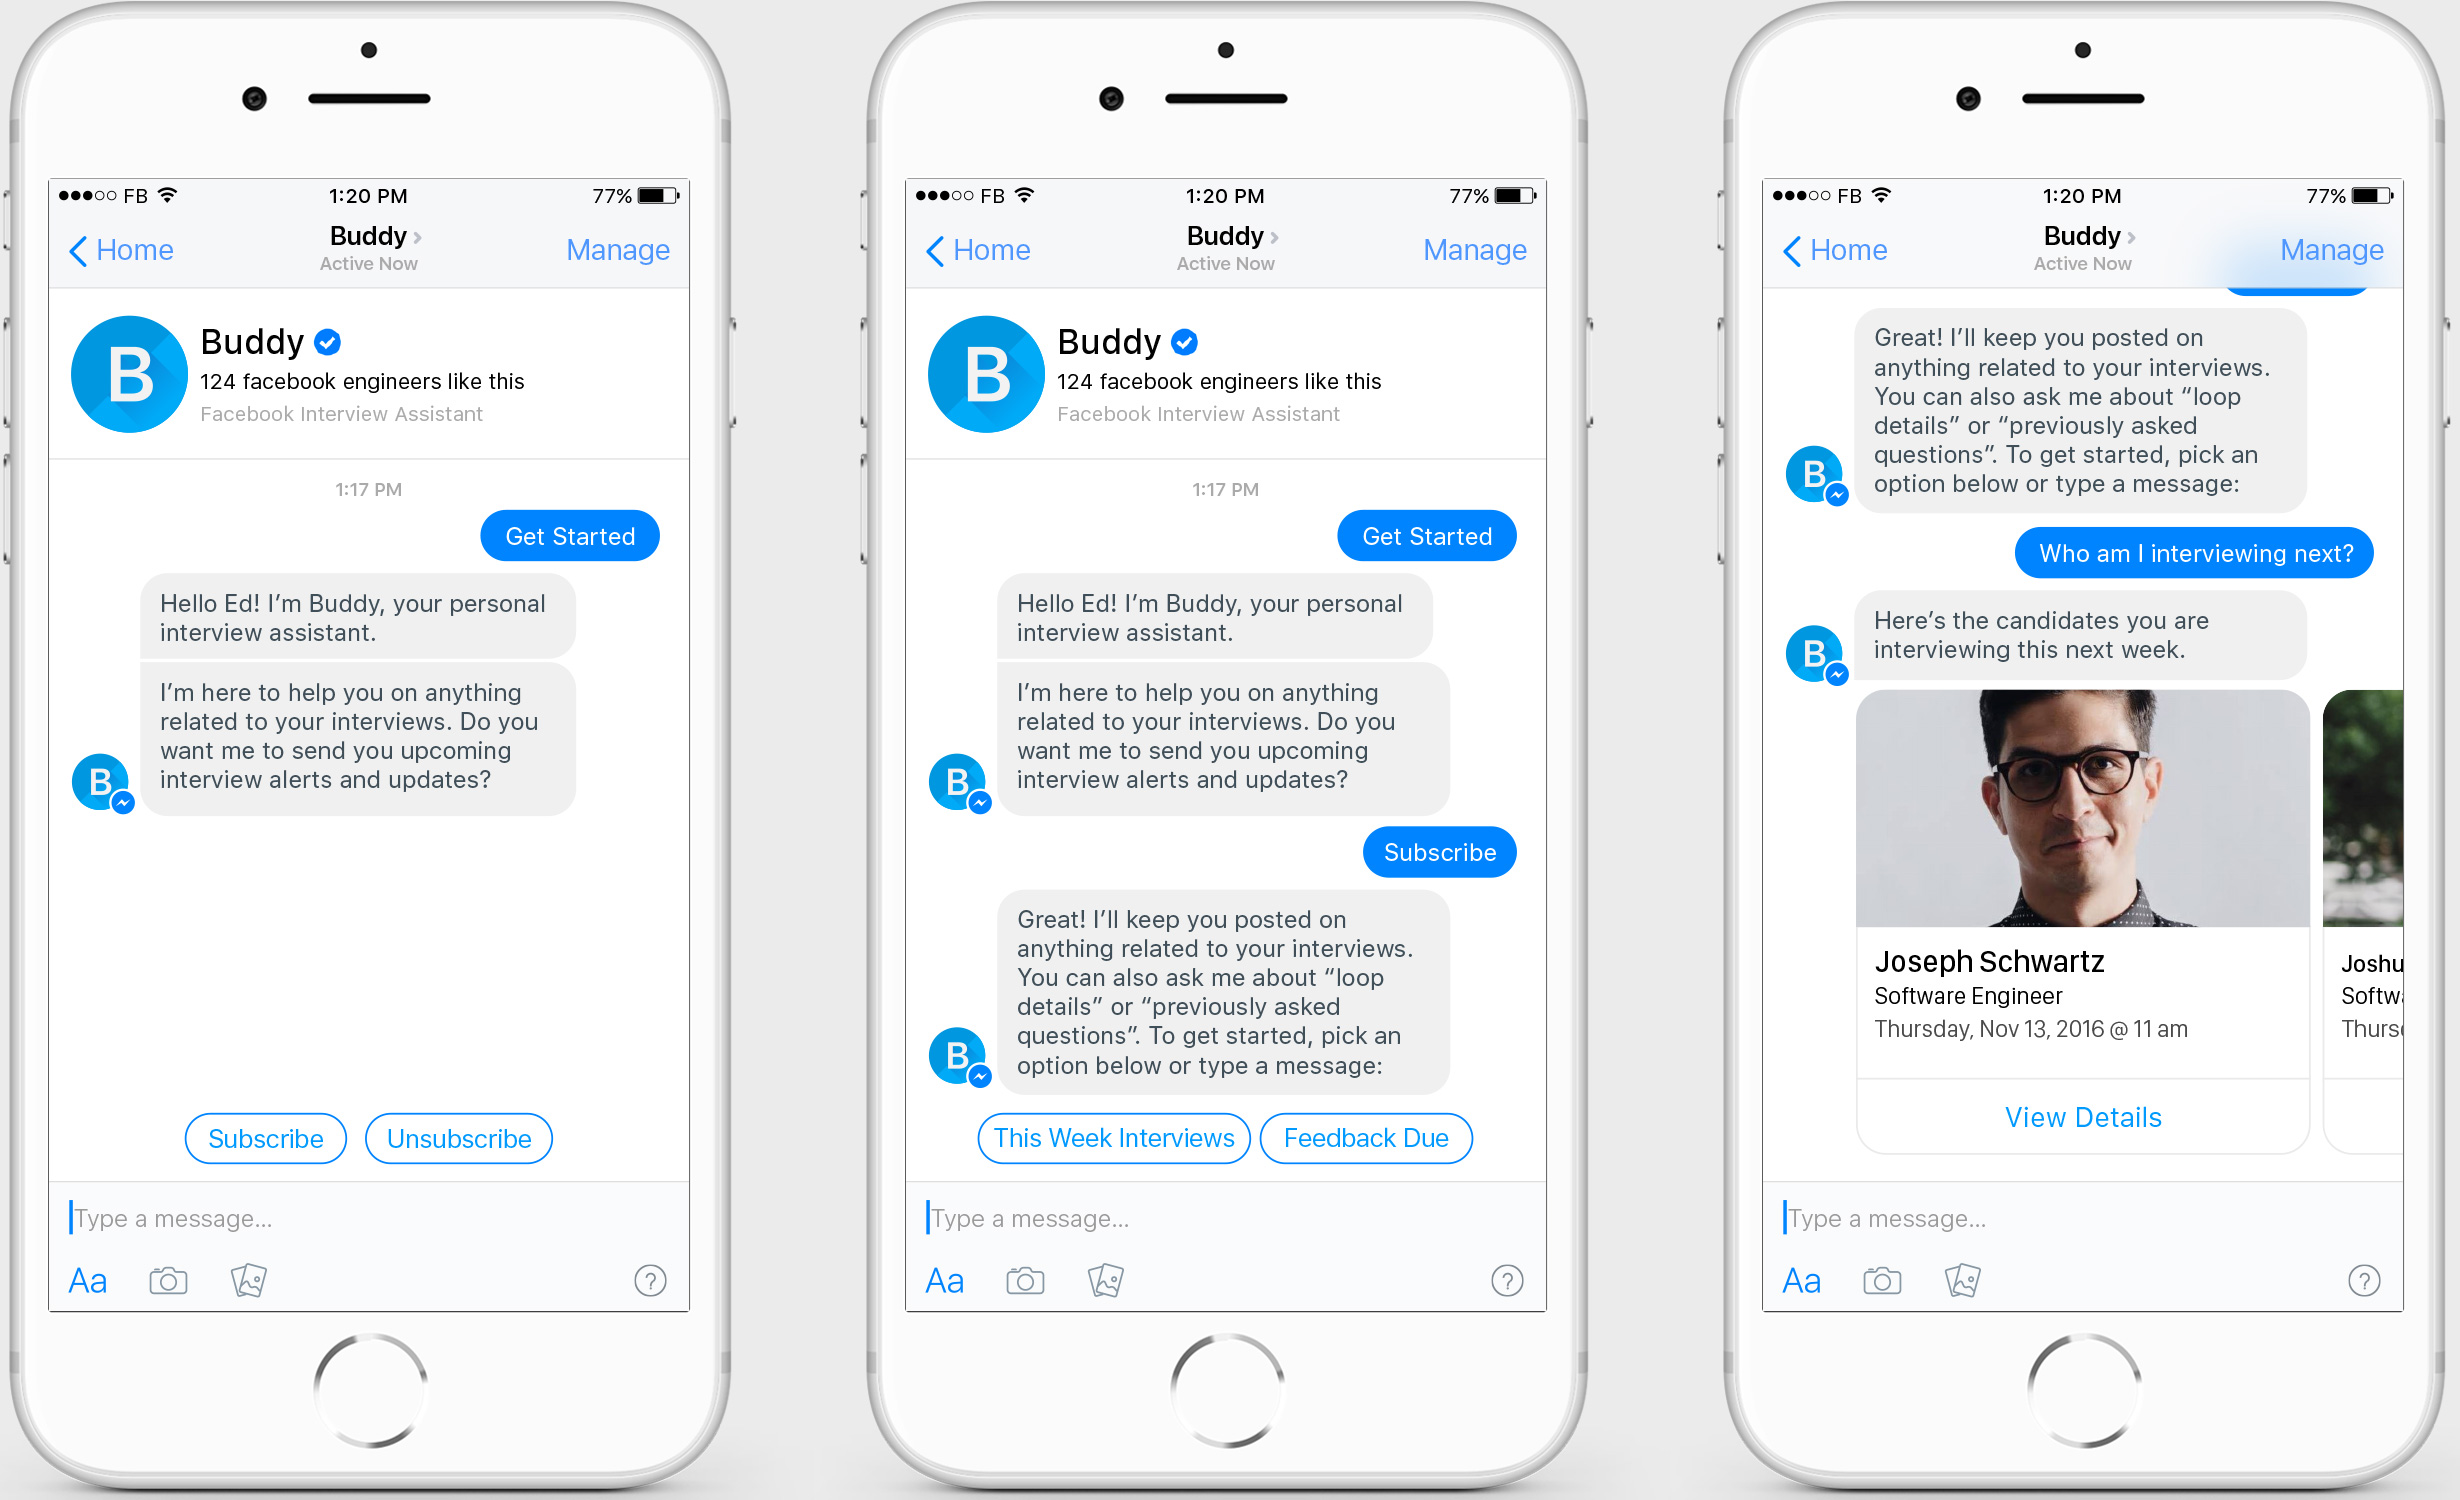 FB
1:20 PM
77%
Home
Buddy
Active Now
Manage
B
Buddy
124 facebook engineers like this
Facebook Interview Assistant
1:17 PM
Get Started
Hello Ed! I’m Buddy, your personal
interview assistant.
I’m here to help you on anything
related to your interviews. Do you
want me to send you upcoming
interview alerts and updates?
B
Subscribe
Unsubscribe
Type a message...
Aa
?
FB
1:20 PM
77%
Home
Buddy
Active Now
Manage
B
Buddy
124 facebook engineers like this
Facebook Interview Assistant
1:17 PM
Get Started
Hello Ed! I’m Buddy, your personal
interview assistant.
I’m here to help you on anything
related to your interviews. Do you
want me to send you upcoming
interview alerts and updates?
B
Subscribe
Great! I’ll keep you posted on
anything related to your interviews.
You can also ask me about “loop
details” or “previously asked
questions”. To get started, pick an
option below or type a message:
B
This Week Interviews
Feedback Due
Type a message...
Aa
?
FB
1:20 PM
77%
Home
Buddy
Active Now
Manage
Great! I’ll keep you posted on
anything related to your interviews.
You can also ask me about “loop
details” or “previously asked
questions”. To get started, pick an
option below or type a message:
B
Who am I interviewing next?
Here’s the candidates you are
interviewing this next week.
B
Joseph Schwartz
Software Engineer
Thursday, Nov 13, 2016 @ 11 am
View Details
Joshu
Softw
Thurs
Type a message...
Aa
?